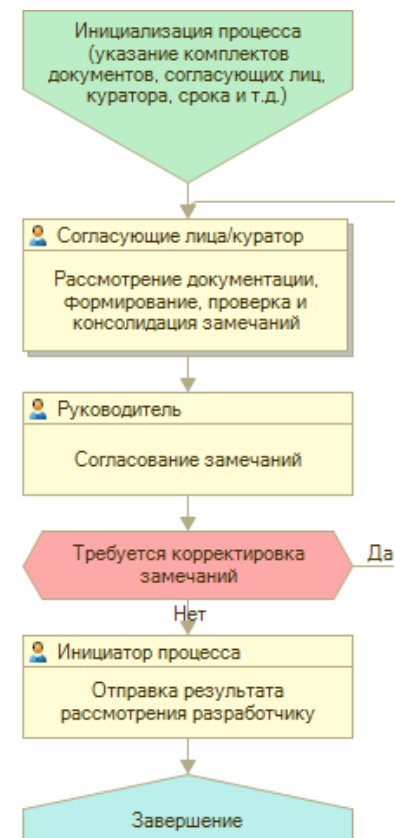 Инициализация процесса
(указание комплектов
документов, согласующих лиц,
куратора, срока и т.д.)
Согласующие лица/куратор
Рассмотрение документации,
формирование, проверка и
консолидация замечаний
Руководитель
Согласование замечаний
Требуется корректировка
замечаний
Да
Нет
Инициатор процесса
Отправка результата
рассмотрения разработчику
Завершение